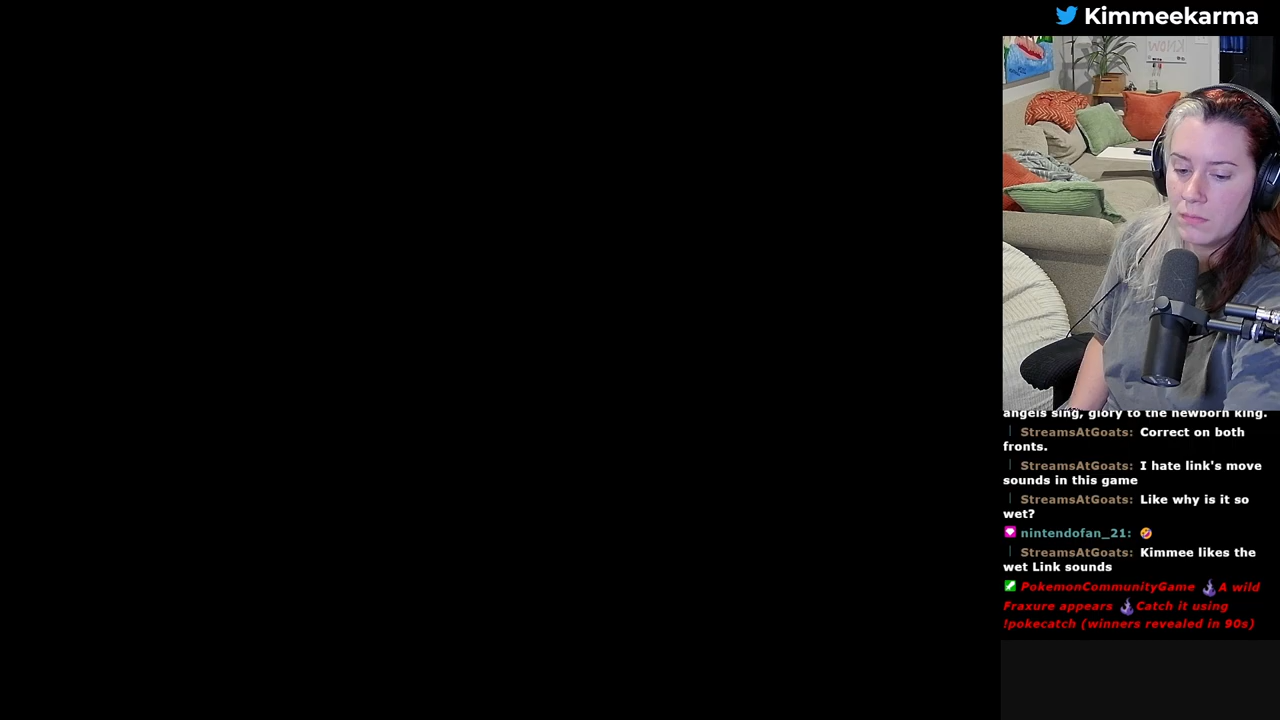 Kimmeekarma
KNOW
angels sing, glory to the newborn king.
StreamsAtGoats: Correct on both
fronts.
StreamsAtGoats: I hate link's move
sounds in this game
StreamsAtGoats: Like why is it so
wet?
nintendofan_21: 🤣
StreamsAtGoats: Kimmee likes the
wet Link sounds
PokemonCommunityGame A wild
Fraxure appears Catch it using
!pokecatch (winners revealed in 90s)